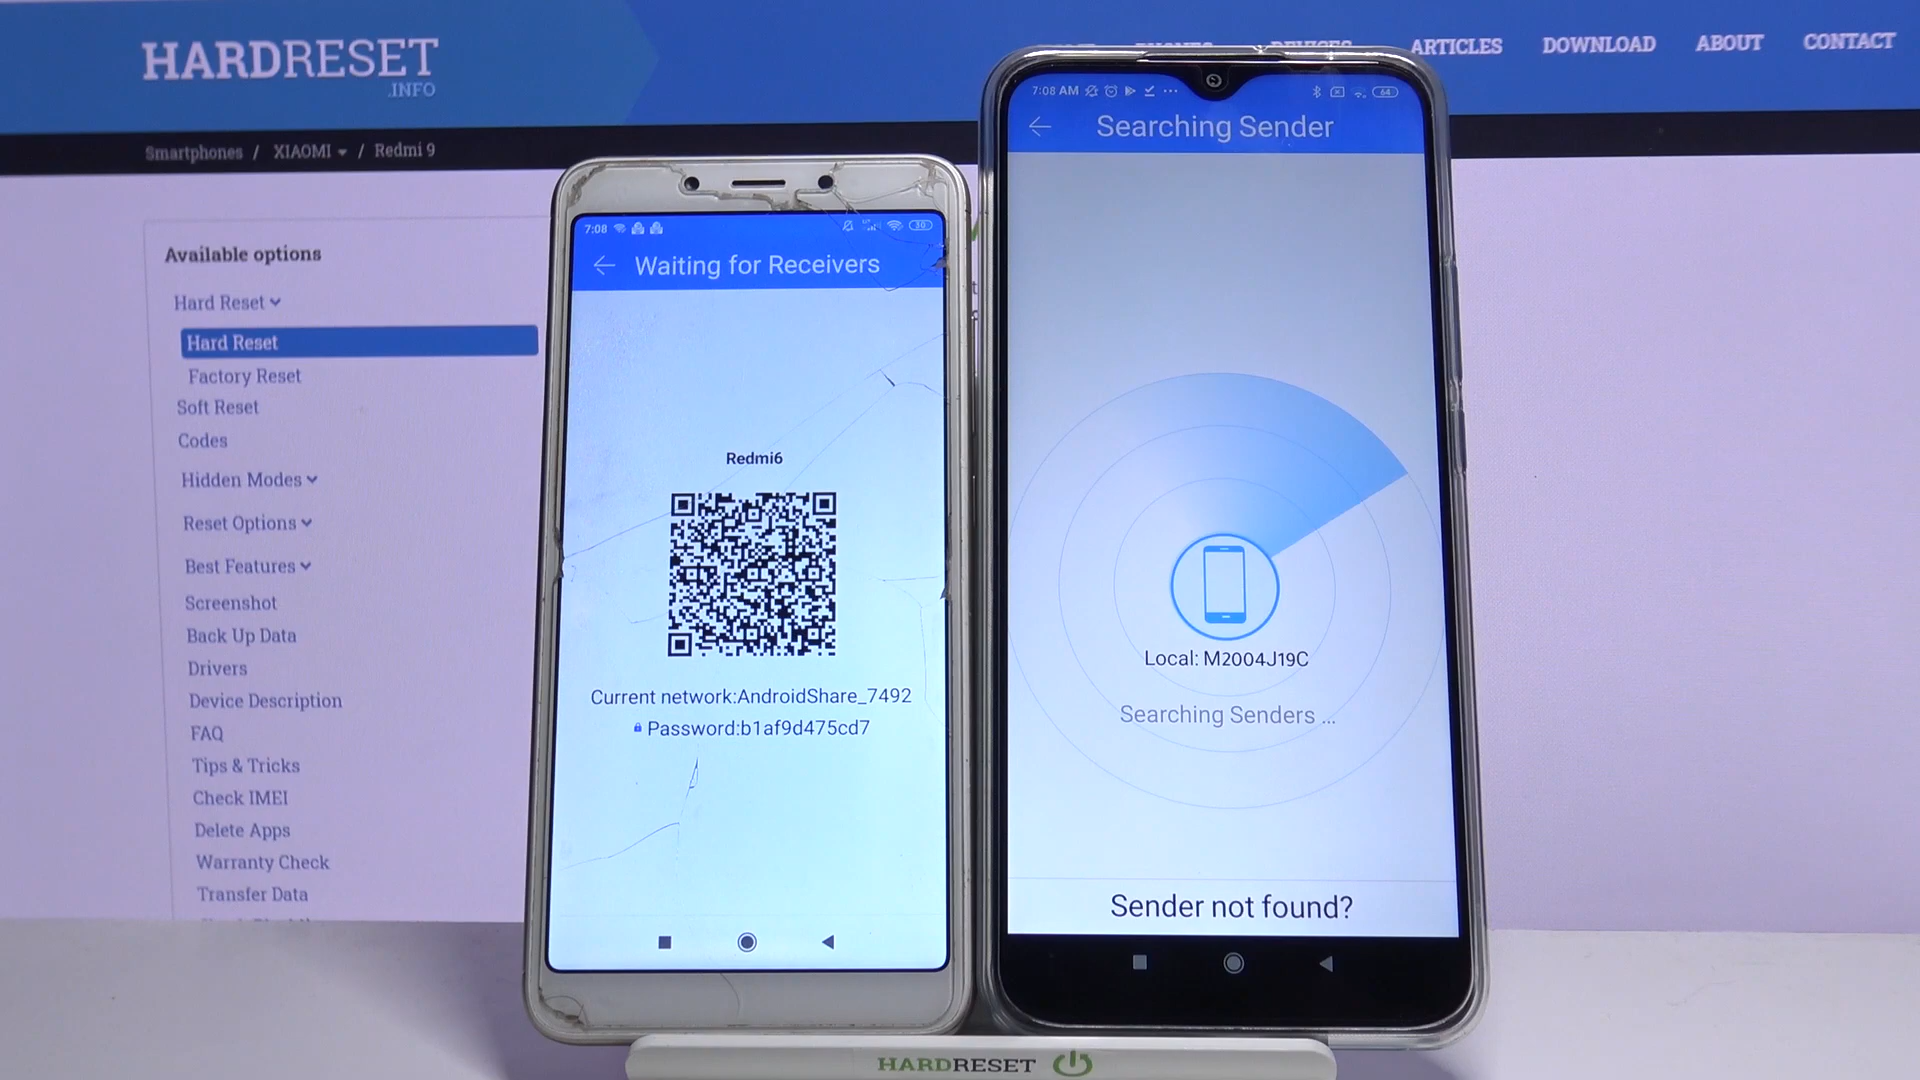 HARDRESET
.INFO
ARTICLES DOWNLOAD ABOUT CONTACT
Smartphones / XIAOMI / Redmi 9
Available options
Hard Reset
Hard Reset
Factory Reset
Soft Reset
Codes
Hidden Modes
Reset Options
Best Features
Screenshot
Back Up Data
Drivers
Device Description
FAQ
Tips & Tricks
Check IMEI
Delete Apps
Warranty Check
Transfer Data
7:08
Waiting for Receivers
Redmi6
Current network:AndroidShare_7492
Password:b1af9d475cd7
7:08 AM
64
Searching Sender
Local: M2004J19C
Searching Senders ...
Sender not found?
HARDRESET